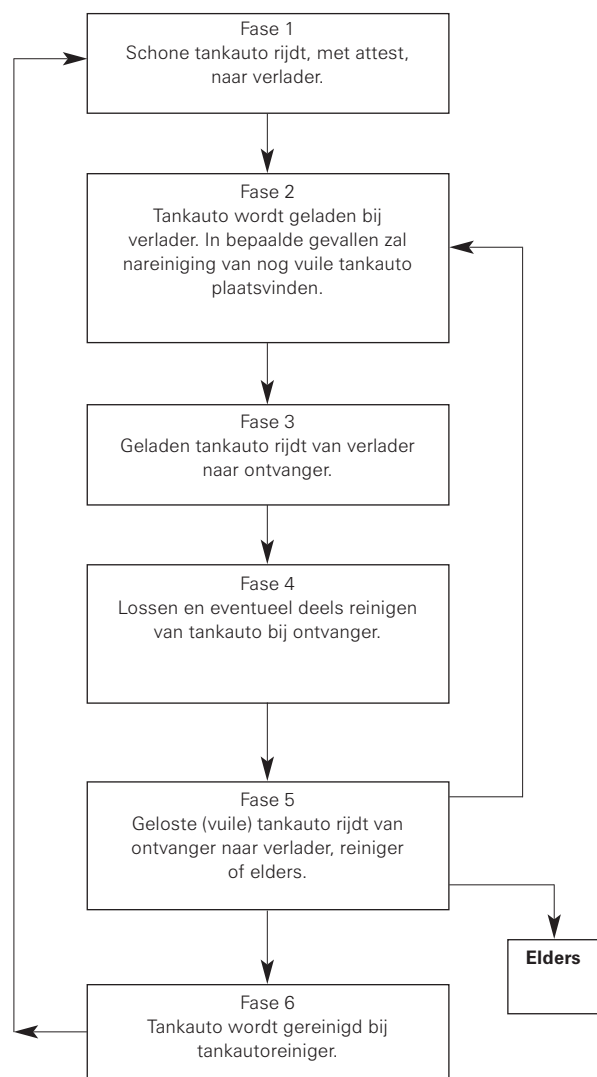 Fase 1
Schone tankauto rijdt, met attest,
naar verlader.
Fase 2
Tankauto wordt geladen bij
verlader. In bepaalde gevallen zal
nareiniging van nog vuile tankauto
plaatsvinden.
Fase 3
Geladen tankauto rijdt van verlader
naar ontvanger.
Fase 4
Lossen en eventueel deels reinigen
van tankauto bij ontvanger.
Fase 5
Geloste (vuile) tankauto rijdt van
ontvanger naar verlader, reiniger
of elders.
Elders
Fase 6
Tankauto wordt gereinigd bij
tankautoreiniger.